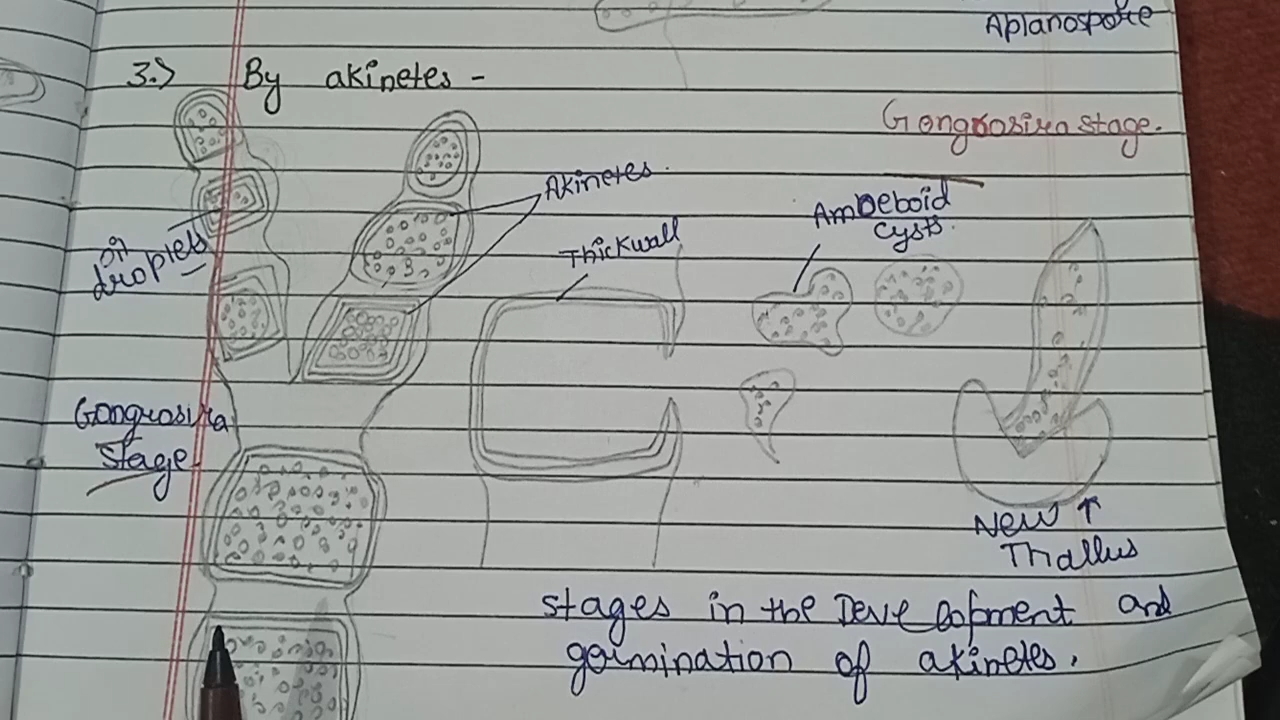 Aplanospore
3.> By akinetes -
Gongrosira stage.
Akinetes.
Amoeboid
cysts.
Thickwall
oil
droplets
Gongrosira
stage
New ↑
Thallus
stages in the Development and
germination of akinetes.